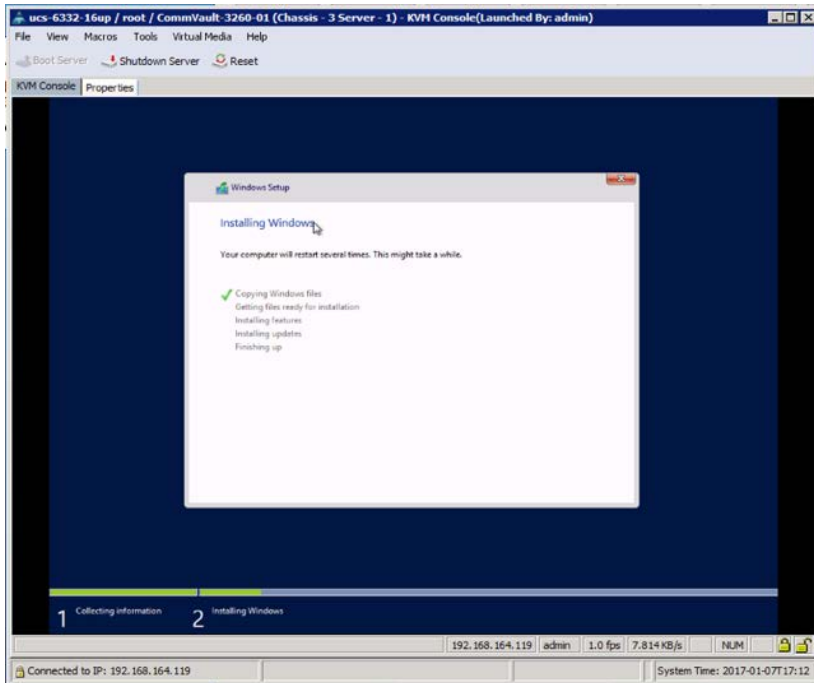 ucs-6332-16up / root / CommVault-3260-01 (Chassis - 3 Server - 1) - KVM Console(Launched By: admin)
File View Macros Tools Virtual Media Help
Boot Server Shutdown Server Reset
KVM Console Properties
Windows Setup
Installing Windows
Your computer will restart several times. This might take a while.
Copying Windows files
Getting files ready for installation
Installing features
Installing updates
Finishing up
1 Collecting information 2 Installing Windows
192.168.164.119 admin 1.0 fps 7.814 KB/s NUM
Connected to IP: 192.168.164.119 System Time: 2017-01-07T17:12